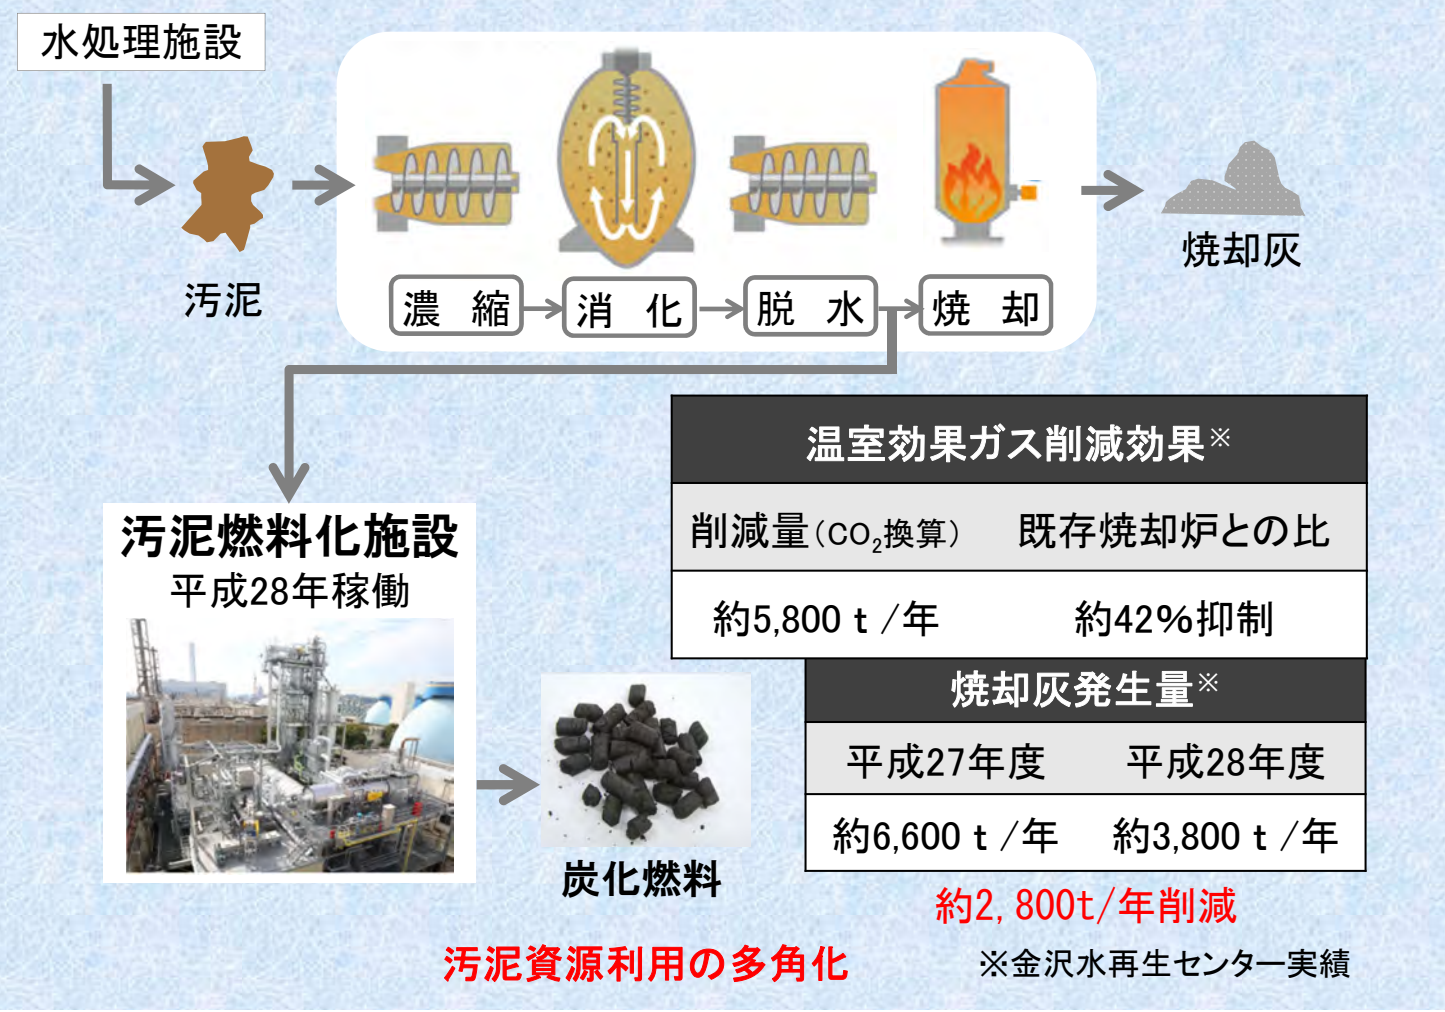 水処理施設
汚泥
濃 縮
消 化
脱 水
焼 却
焼却灰
汚泥燃料化施設
平成28年稼働
炭化燃料
温室効果ガス削減効果※
削減量(CO₂換算) 既存焼却炉との比
約5,800ｔ/年 約42%抑制
焼却灰発生量※
平成27年度 平成28年度
約6,600ｔ/年 約3,800ｔ/年
約2,800t/年削減
汚泥資源利用の多角化
※金沢水再生センター実績